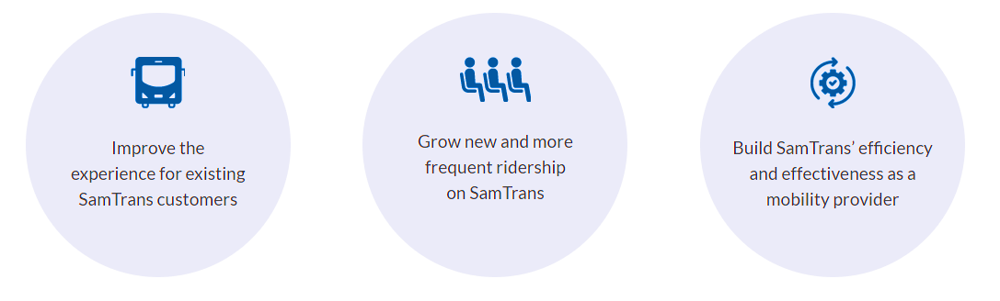 Improve the
experience for existing
SamTrans customers
Grow new and more
frequent ridership
on SamTrans
Build SamTrans’ efficiency
and effectiveness as a
mobility provider